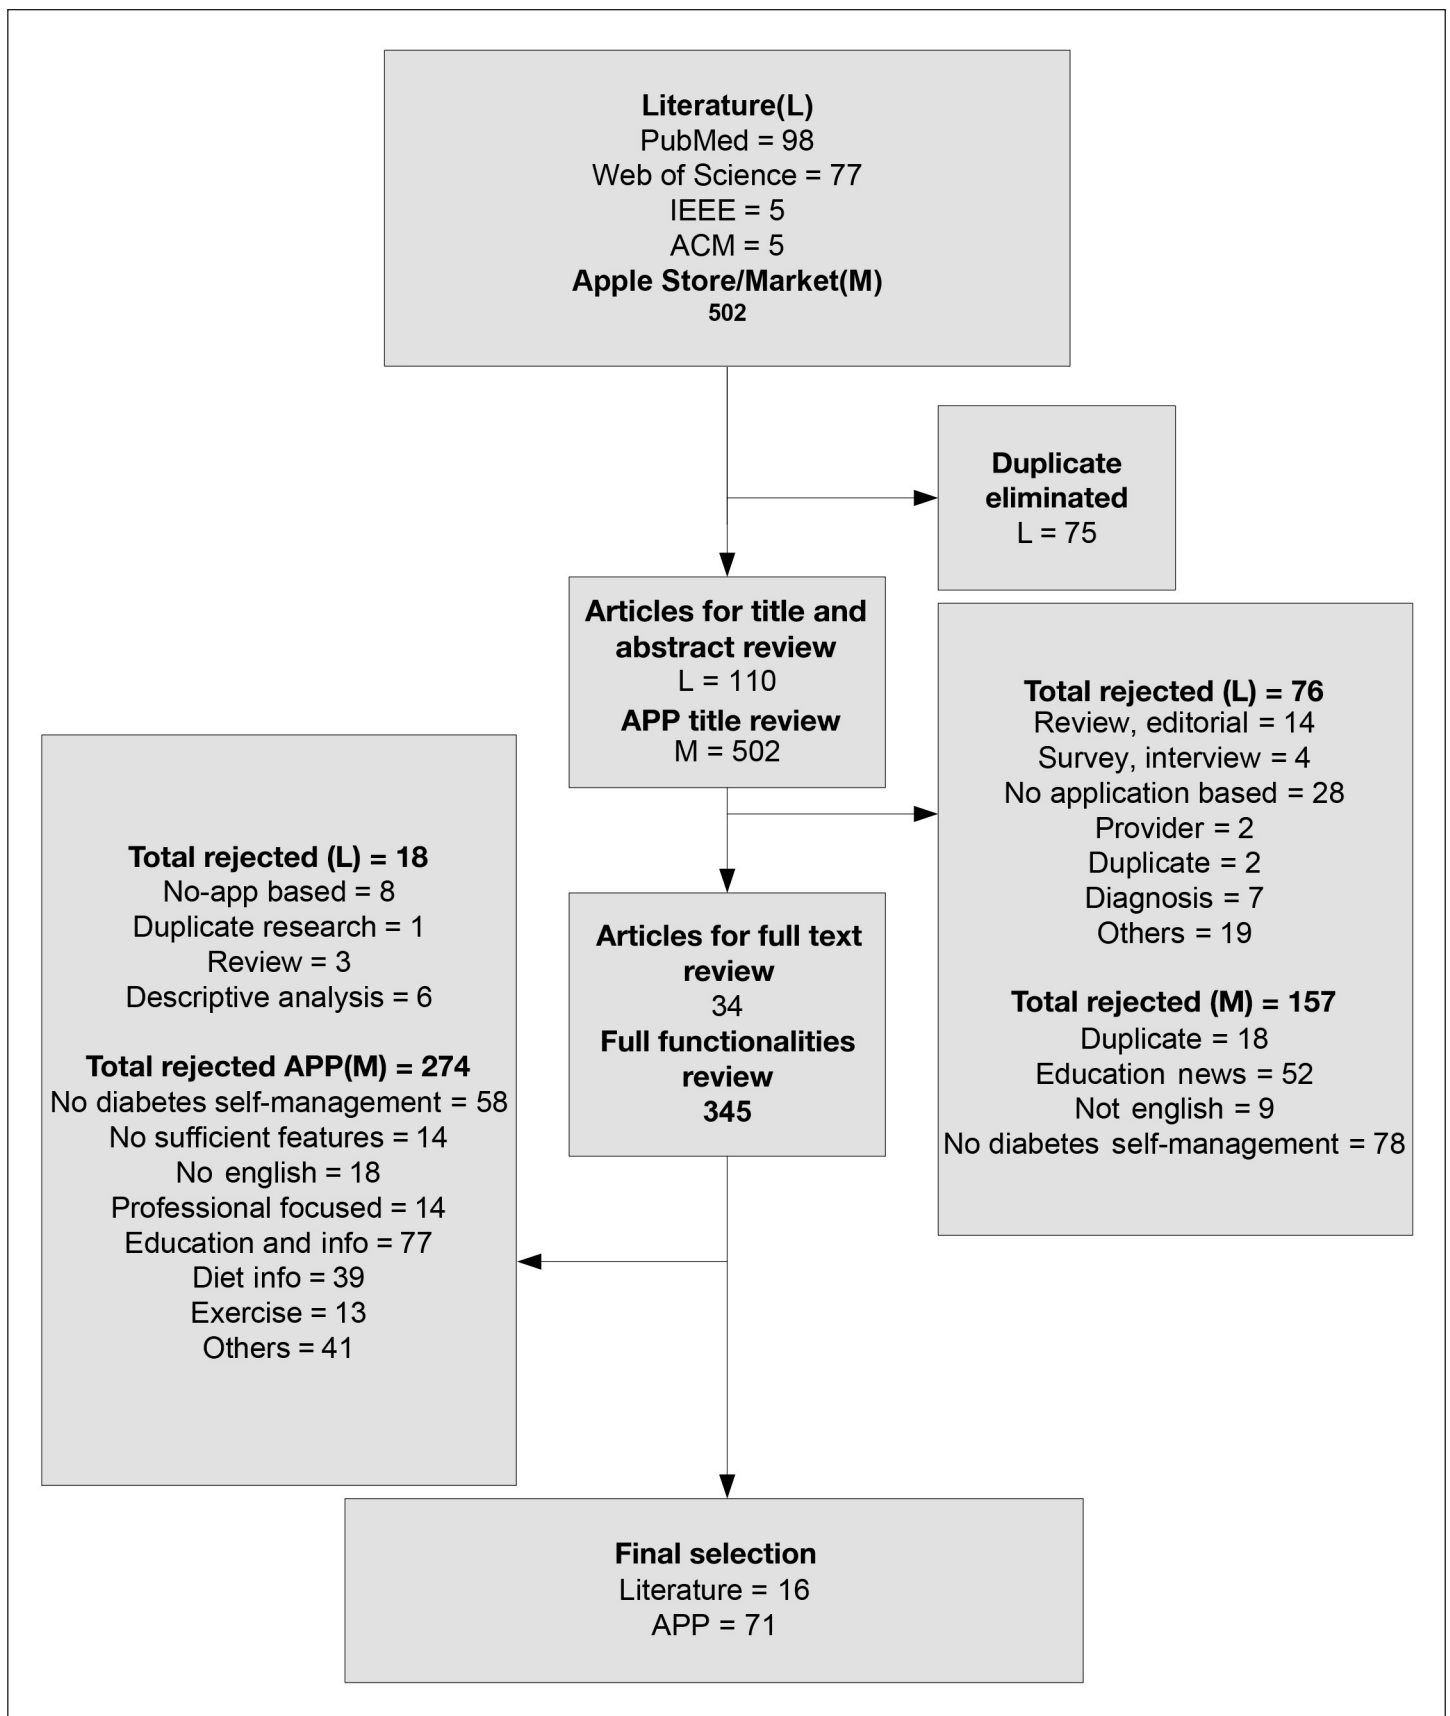 Literature(L)
PubMed = 98
Web of Science = 77
IEEE = 5
ACM = 5
Apple Store/Market(M)
502
Duplicate
eliminated
L = 75
Articles for title and
abstract review
L = 110
APP title review
M = 502
Total rejected (L) = 76
Review, editorial = 14
Survey, interview = 4
No application based = 28
Provider = 2
Duplicate = 2
Diagnosis = 7
Others = 19
Total rejected (M) = 157
Duplicate = 18
Education news = 52
Not english = 9
No diabetes self-management = 78
Articles for full text
review
34
Full functionalities
review
345
Total rejected (L) = 18
No-app based = 8
Duplicate research = 1
Review = 3
Descriptive analysis = 6
Total rejected APP(M) = 274
No diabetes self-management = 58
No sufficient features = 14
No english = 18
Professional focused = 14
Education and info = 77
Diet info = 39
Exercise = 13
Others = 41
Final selection
Literature = 16
APP = 71